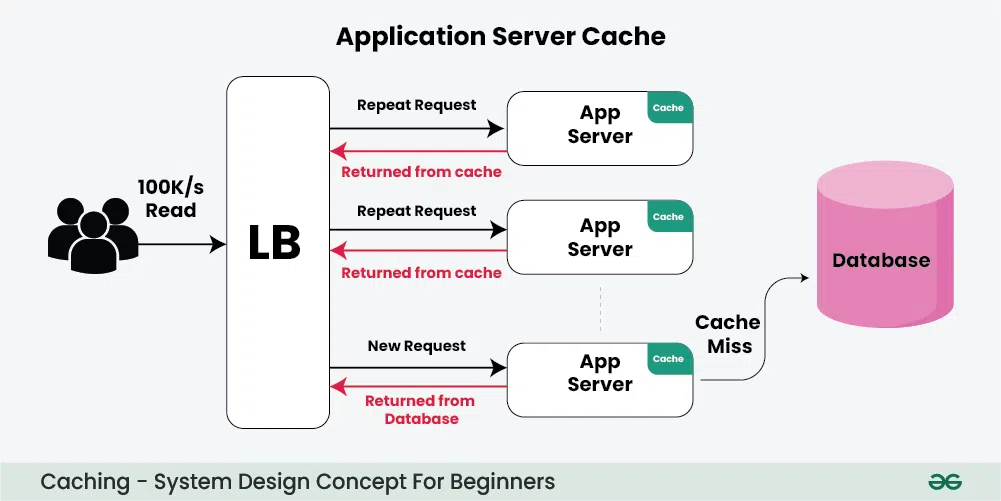 Application Server Cache
100K/s
Read
LB
Repeat Request
Returned from cache
App
Server
Cache
Repeat Request
Returned from cache
App
Server
Cache
New Request
Returned from
Database
App
Server
Cache
Cache
Miss
Database
Caching - System Design Concept For Beginners